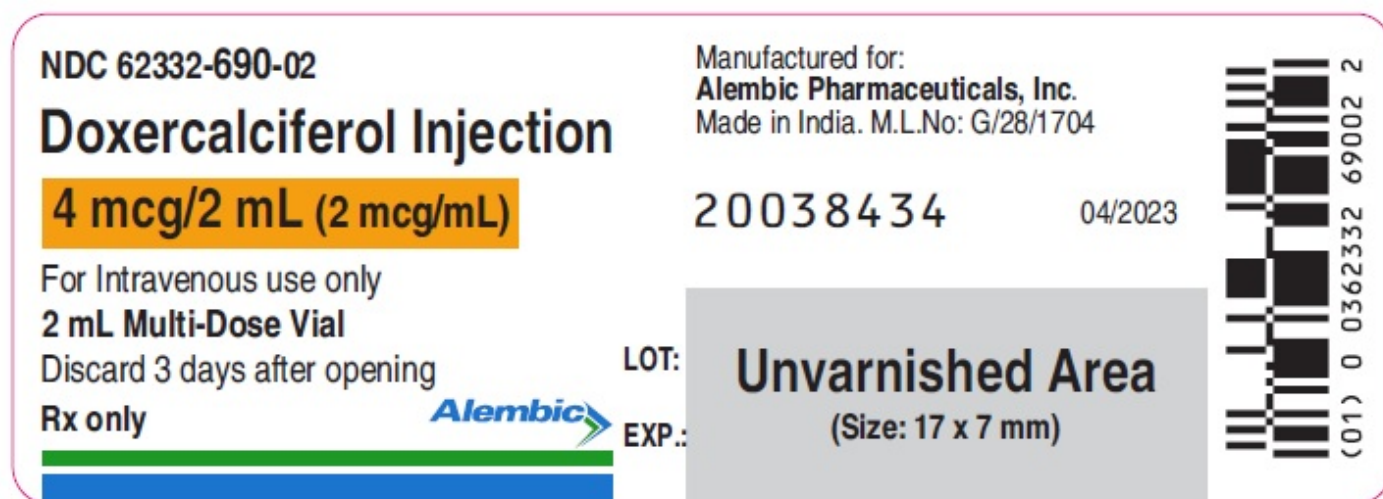 NDC 62332-690-02
Doxercalciferol Injection
4 mcg/2 mL (2 mcg/mL)
For Intravenous use only
2 mL Multi-Dose Vial
Discard 3 days after opening
Rx only
Alembic
Manufactured for:
Alembic Pharmaceuticals, Inc.
Made in India. M.L.No: G/28/1704
20038434 04/2023
LOT:
EXP.:
Unvarnished Area
(Size: 17 x 7 mm)
(01) 0 0362332 69002 2